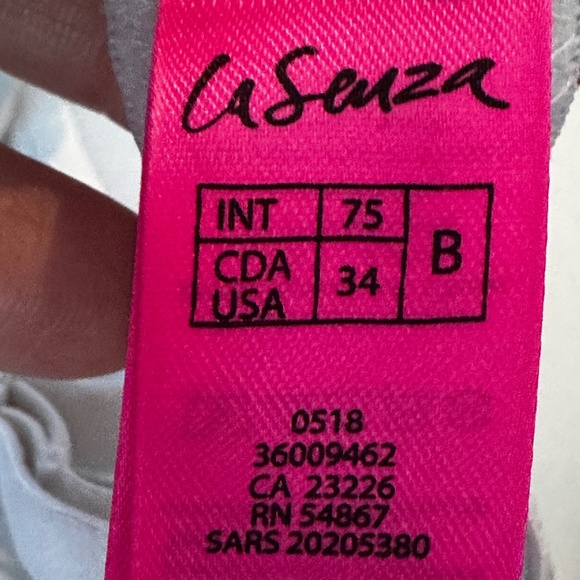 la Senza
INT 75 B
CDA USA 34
0518
36009462
CA 23226
RN 54867
SARS 20205380